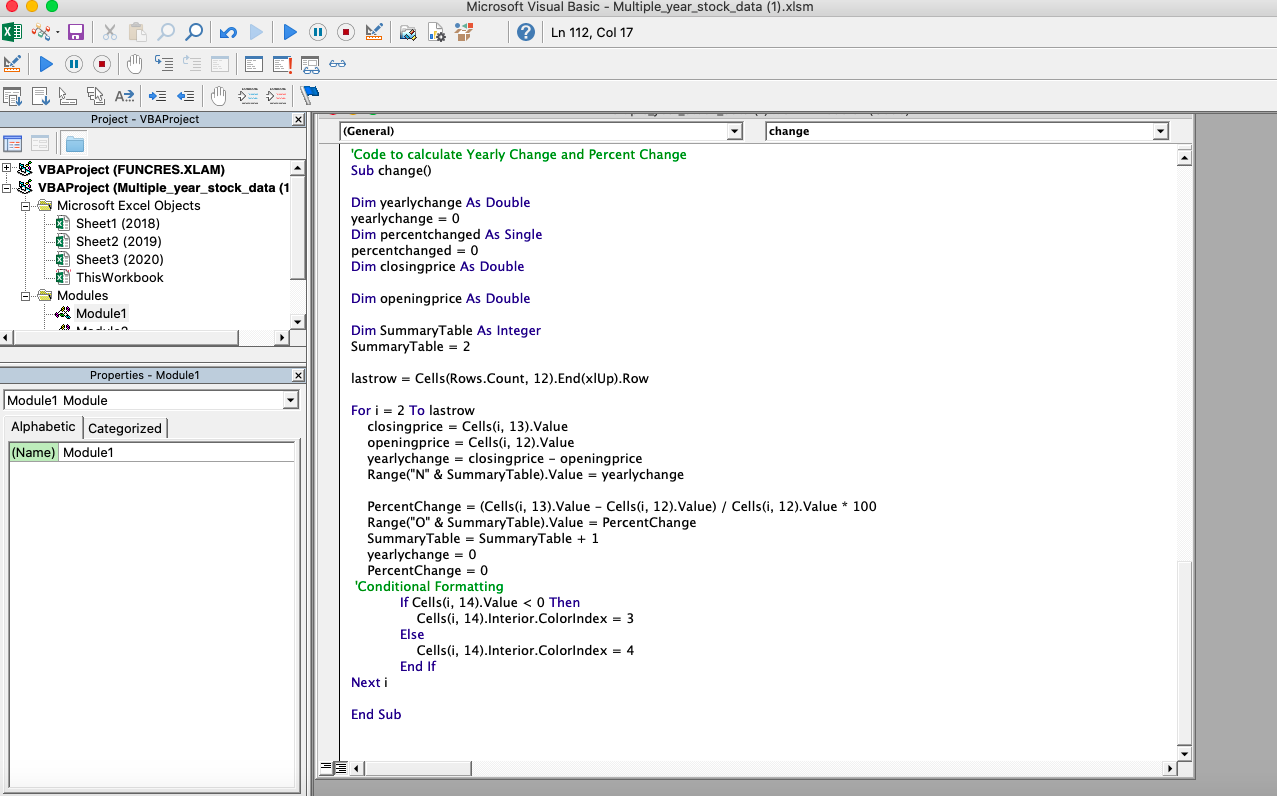 Microsoft Visual Basic - Multiple_year_stock_data (1).xlsm
Ln 112, Col 17
Project - VBAProject
VBAProject (FUNCRES.XLAM)
VBAProject (Multiple_year_stock_data (1
Microsoft Excel Objects
Sheet1 (2018)
Sheet2 (2019)
Sheet3 (2020)
ThisWorkbook
Modules
Module1
Properties - Module1
Module1 Module
Alphabetic
Categorized
(Name) Module1
(General)
change
'Code to calculate Yearly Change and Percent Change
Sub change()
Dim yearlychange As Double
yearlychange = 0
Dim percentchanged As Single
percentchanged = 0
Dim closingprice As Double
Dim openingprice As Double
Dim SummaryTable As Integer
SummaryTable = 2
lastrow = Cells(Rows.Count, 12).End(xlUp).Row
For i = 2 To lastrow
closingprice = Cells(i, 13).Value
openingprice = Cells(i, 12).Value
yearlychange = closingprice - openingprice
Range("N" & SummaryTable).Value = yearlychange
PercentChange = (Cells(i, 13).Value - Cells(i, 12).Value) / Cells(i, 12).Value * 100
Range("O" & SummaryTable).Value = PercentChange
SummaryTable = SummaryTable + 1
yearlychange = 0
PercentChange = 0
'Conditional Formatting
If Cells(i, 14).Value < 0 Then
Cells(i, 14).Interior.ColorIndex = 3
Else
Cells(i, 14).Interior.ColorIndex = 4
End If
Next i
End Sub